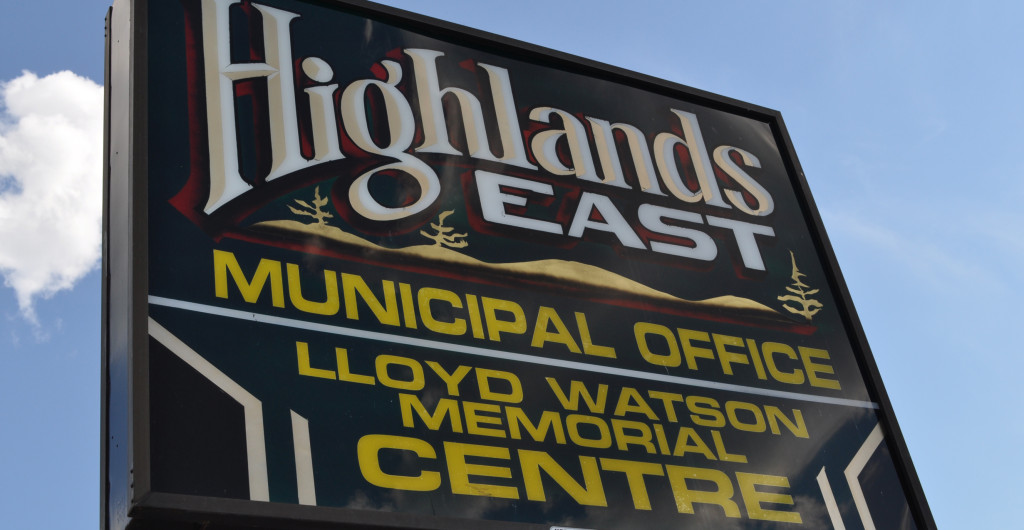 Highlands
EAST
MUNICIPAL OFFICE
LLOYD WATSON
MEMORIAL
CENTRE